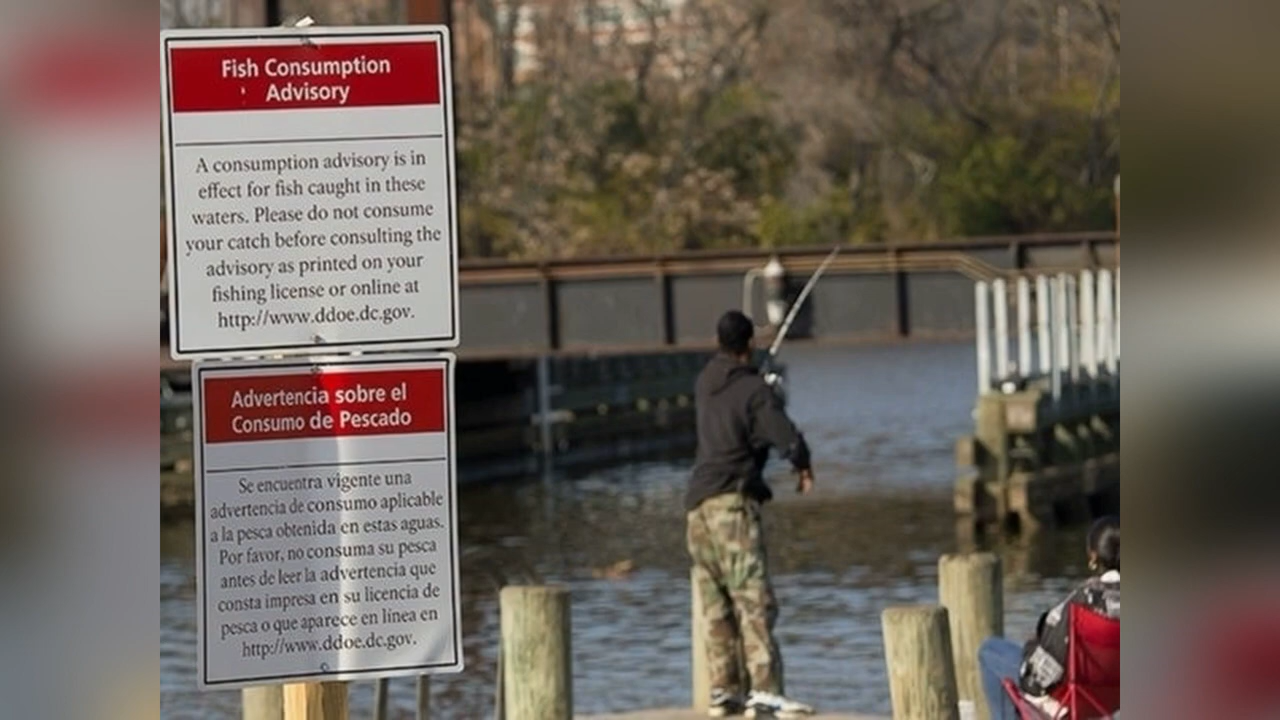 Fish Consumption
Advisory
A consumption advisory is in
effect for fish caught in these
waters. Please do not consume
your catch before consulting the
advisory as printed on your
fishing license or online at
http://www.ddoe.dc.gov.
Advertencia sobre el
Consumo de Pescado
Se encuentra vigente una
advertencia de consumo aplicable
a la pesca obtenida en estas aguas.
Por favor, no consuma su pesca
antes de leer la advertencia que
consta impresa en su licencia de
pesca o que aparece en línea en
http://www.ddoe.dc.gov.